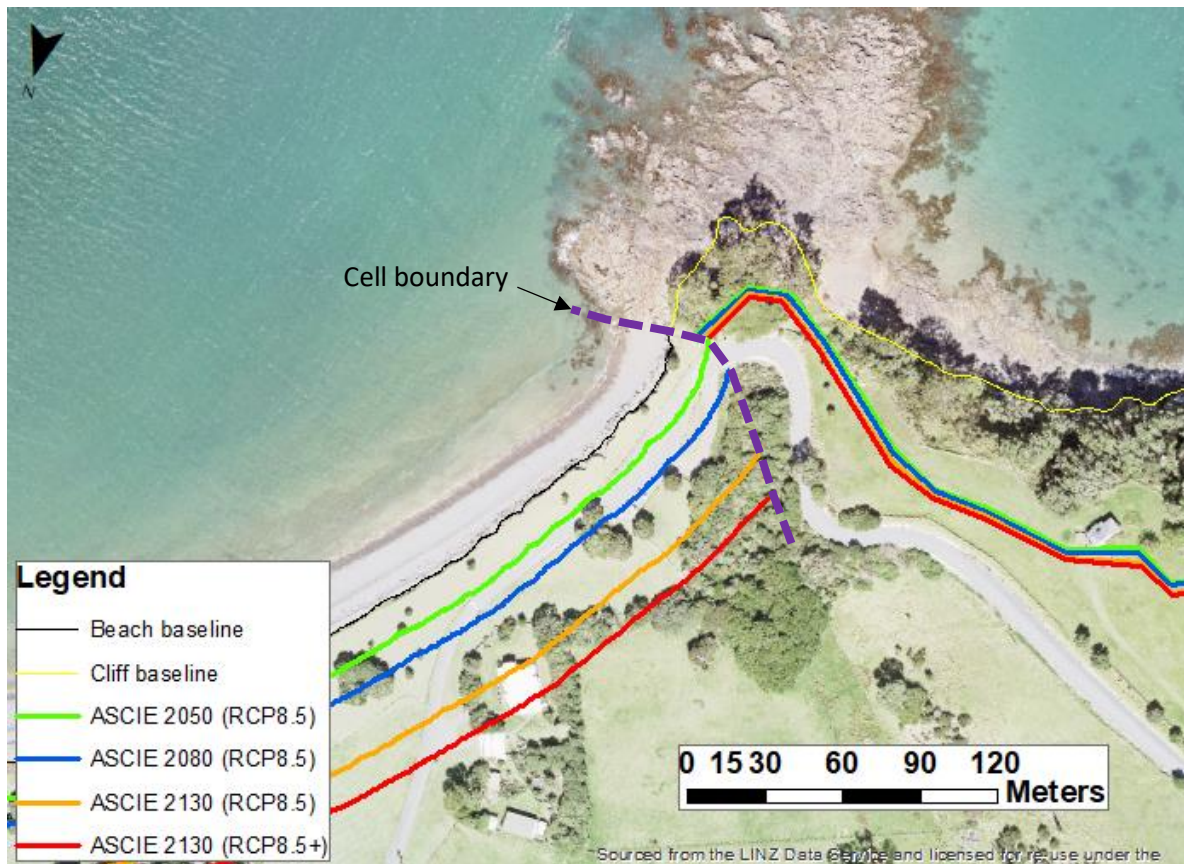 N
Cell boundary
Legend
Beach baseline
Cliff baseline
ASCIE 2050 (RCP8.5)
ASCIE 2080 (RCP8.5)
ASCIE 2130 (RCP8.5)
ASCIE 2130 (RCP8.5+)
0 15 30 60 90 120
Meters
Sourced from the LINZ Data Service and licensed for re-use under the